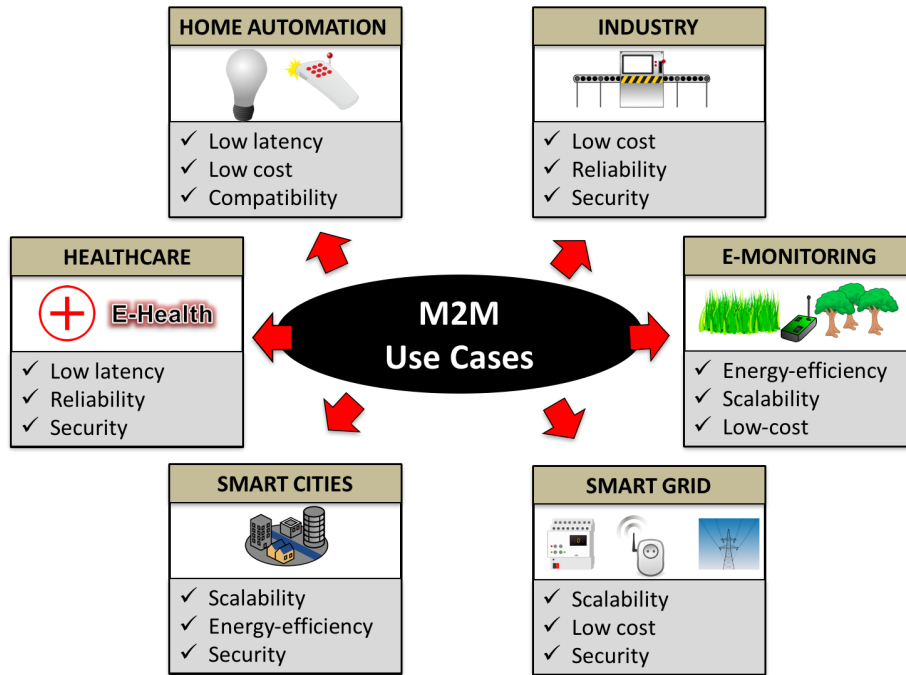 HOME AUTOMATION
✓ Low latency
✓ Low cost
✓ Compatibility
INDUSTRY
✓ Low cost
✓ Reliability
✓ Security
HEALTHCARE
E-Health
✓ Low latency
✓ Reliability
✓ Security
M2M
Use Cases
E-MONITORING
✓ Energy-efficiency
✓ Scalability
✓ Low-cost
SMART CITIES
✓ Scalability
✓ Energy-efficiency
✓ Security
SMART GRID
✓ Scalability
✓ Low cost
✓ Security